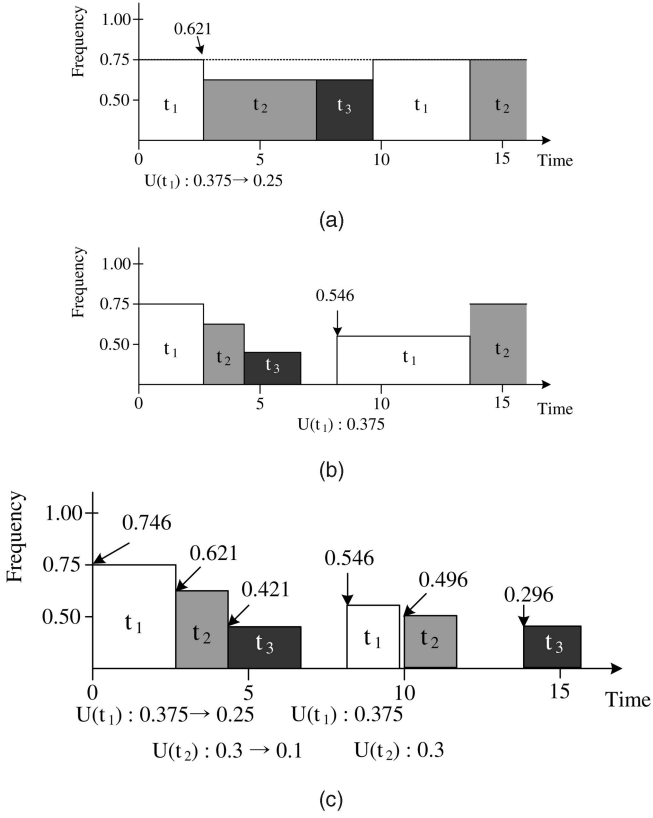 Frequency
1.00
0.75
0.50
0.621
t1
t2
t3
t1
t2
0
5
10
15
Time
U(t1) : 0.375→ 0.25
(a)
Frequency
1.00
0.75
0.50
0.546
t1
t2
t3
t1
t2
0
5
10
15
Time
U(t1) : 0.375
(b)
Frequency
1.00
0.75
0.50
0.746
0.621
0.421
0.546
0.496
0.296
t1
t2
t3
t1
t2
t3
0
5
10
15
Time
U(t1) : 0.375→ 0.25
U(t1) : 0.375
U(t2) : 0.3 → 0.1
U(t2) : 0.3
(c)